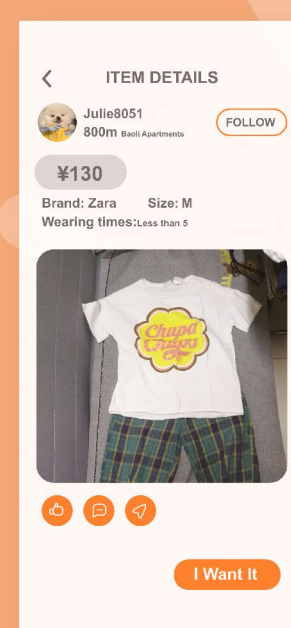 ITEM DETAILS
Julie8051
800m Baoli Apartments
FOLLOW
¥130
Brand: Zara Size: M
Wearing times:Less than 5
Chupa
Chups
I Want It